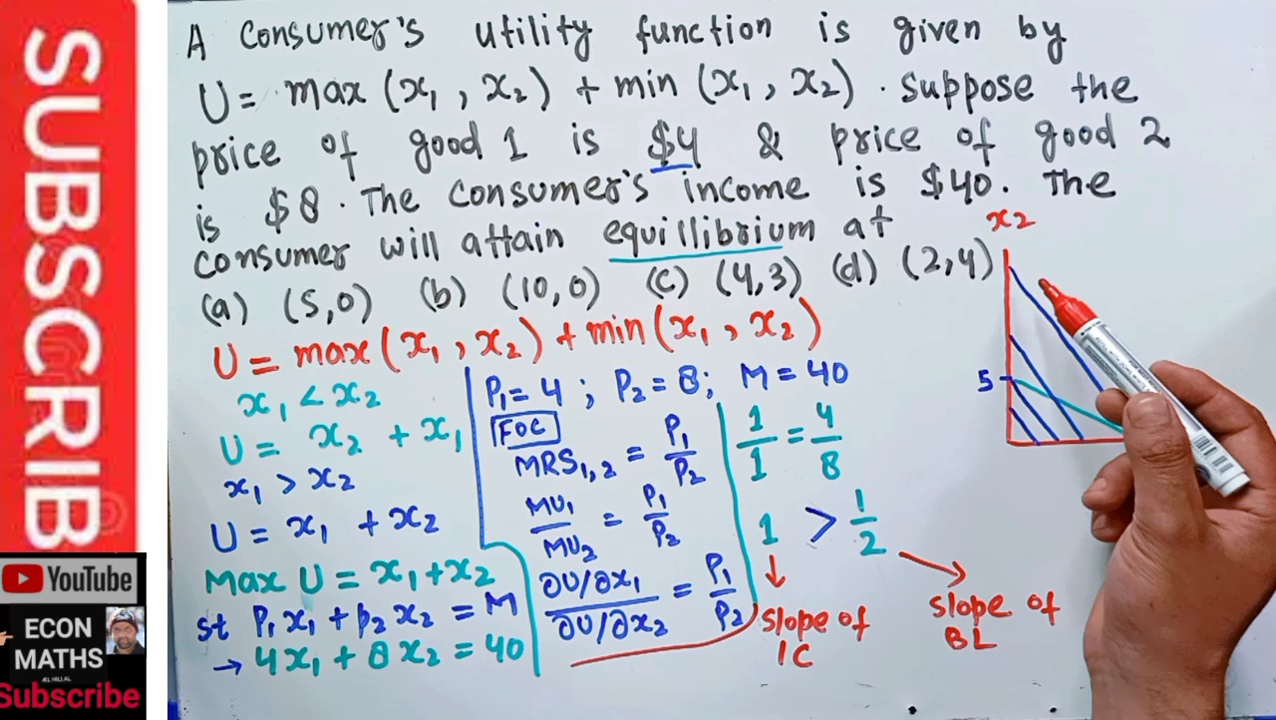 SUBSCRIB
YouTube
ECON
MATHS
Subscribe
A Consumer's utility function is given by
U = max (x₁, x₂) + min (x₁, x₂). Suppose the
price of good 1 is $4 & price of good 2
is $8. The Consumer's income is $40. The
consumer will attain equillibrium at
(a) (5,0) (b) (10,0) (c) (4,3) (d) (2,4)
U = max (x₁, x₂) + min (x₁, x₂)
x₁ < x₂
U = x₂ + x₁
x₁ > x₂
U = x₁ + x₂
Max U = x₁+x₂
st P₁x₁ + p₂x₂ = M
→ 4x₁ + 8x₂ = 40
P₁ = 4 ; P₂ = 8; M = 40
FOC
MRS₁,₂ = P₁/P₂
MU₁/MU₂ = P₁/P₂
∂U/∂x₁ / ∂U/∂x₂ = P₁/P₂
1/1 = 4/8
1 > 1/2
slope of
IC
slope of
BL
x₂
5